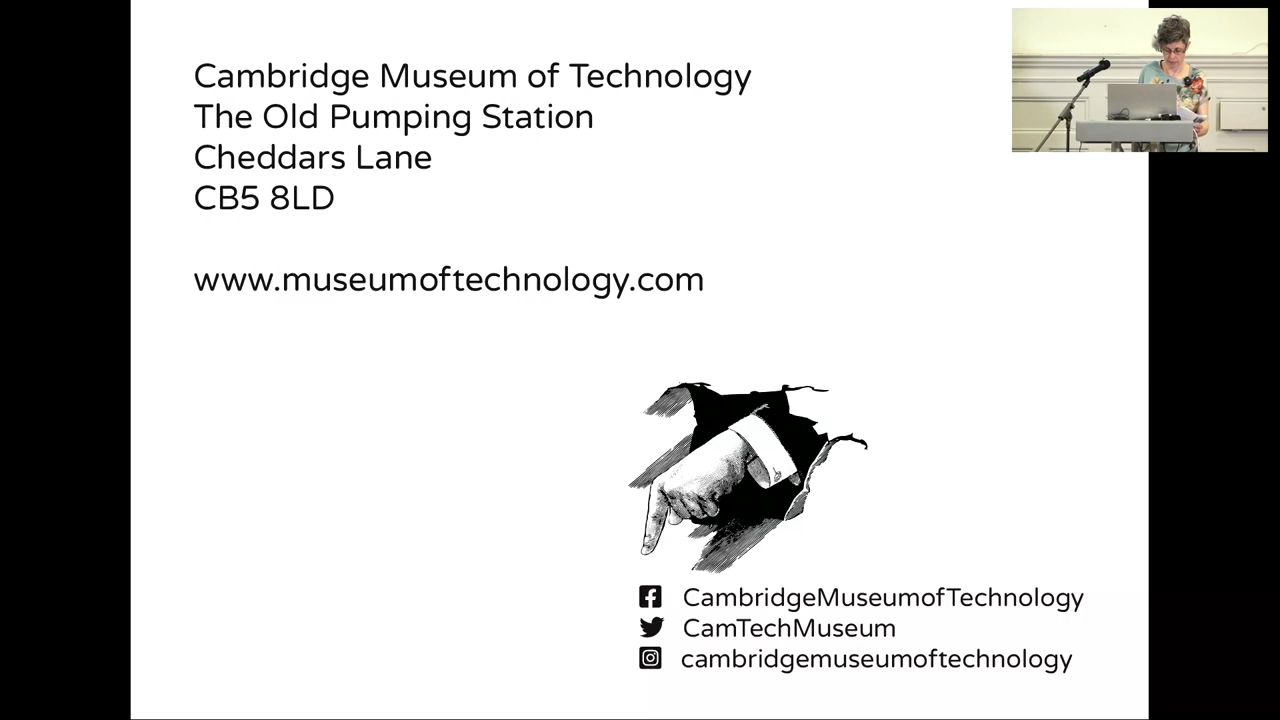 Cambridge Museum of Technology
The Old Pumping Station
Cheddars Lane
CB5 8LD
www.museumoftechnology.com
CambridgeMuseumofTechnology
CamTechMuseum
cambridgemuseumoftechnology